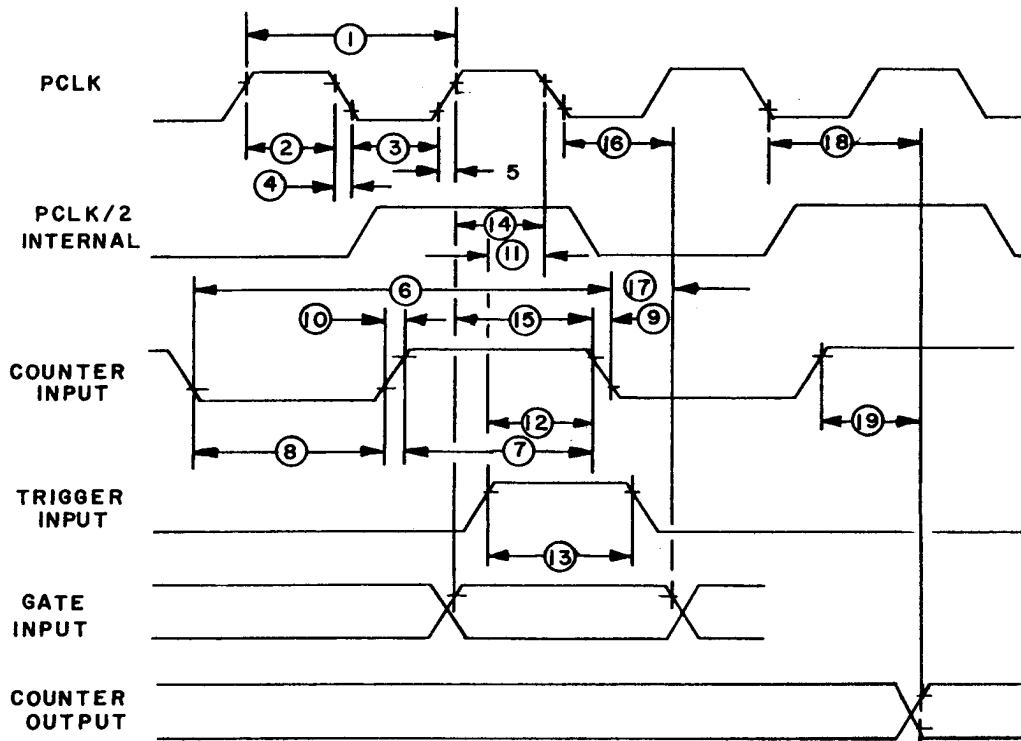 1
PCLK
2
3
16
18
4
5
PCLK/2
INTERNAL
14
11
6
17
10
15
9
COUNTER
INPUT
12
19
8
7
TRIGGER
INPUT
13
GATE
INPUT
COUNTER
OUTPUT